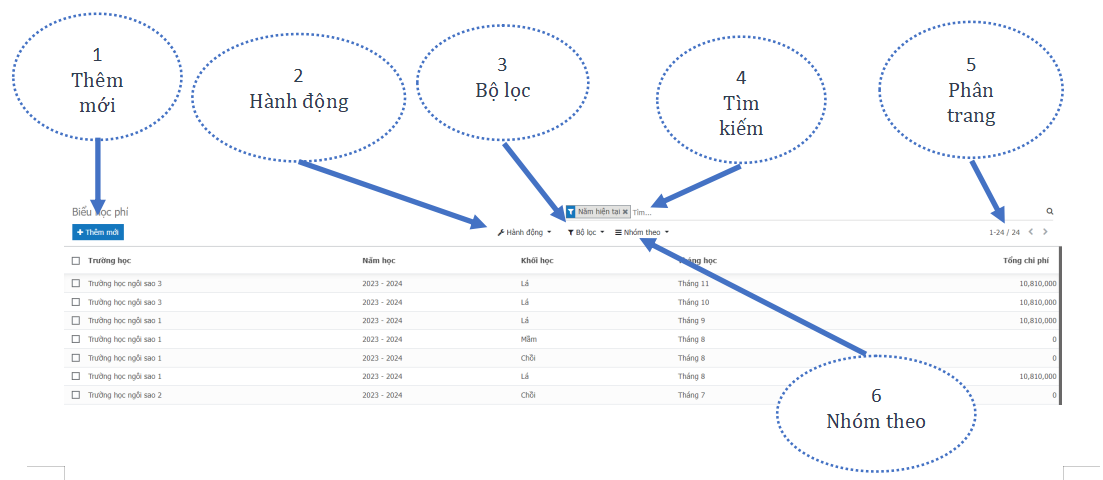 1
Thêm
mới
2
Hành động
3
Bộ lọc
4
Tìm
kiếm
5
Phân
trang
Biểu học phí
Năm hiện tại × Tìm...
+ Thêm mới Hành động Bộ lọc Nhóm theo 1-24 / 24
Trường học Năm học Khối học Tháng học Tổng chi phí
Trường học ngôi sao 3 2023 - 2024 Lá Tháng 11 10,810,000
Trường học ngôi sao 3 2023 - 2024 Lá Tháng 10 10,810,000
Trường học ngôi sao 1 2023 - 2024 Lá Tháng 9 10,810,000
Trường học ngôi sao 1 2023 - 2024 Mầm Tháng 8 0
Trường học ngôi sao 1 2023 - 2024 Chồi Tháng 8 0
Trường học ngôi sao 1 2023 - 2024 Lá Tháng 8 10,810,000
Trường học ngôi sao 2 2023 - 2024 Chồi Tháng 7 0
6
Nhóm theo